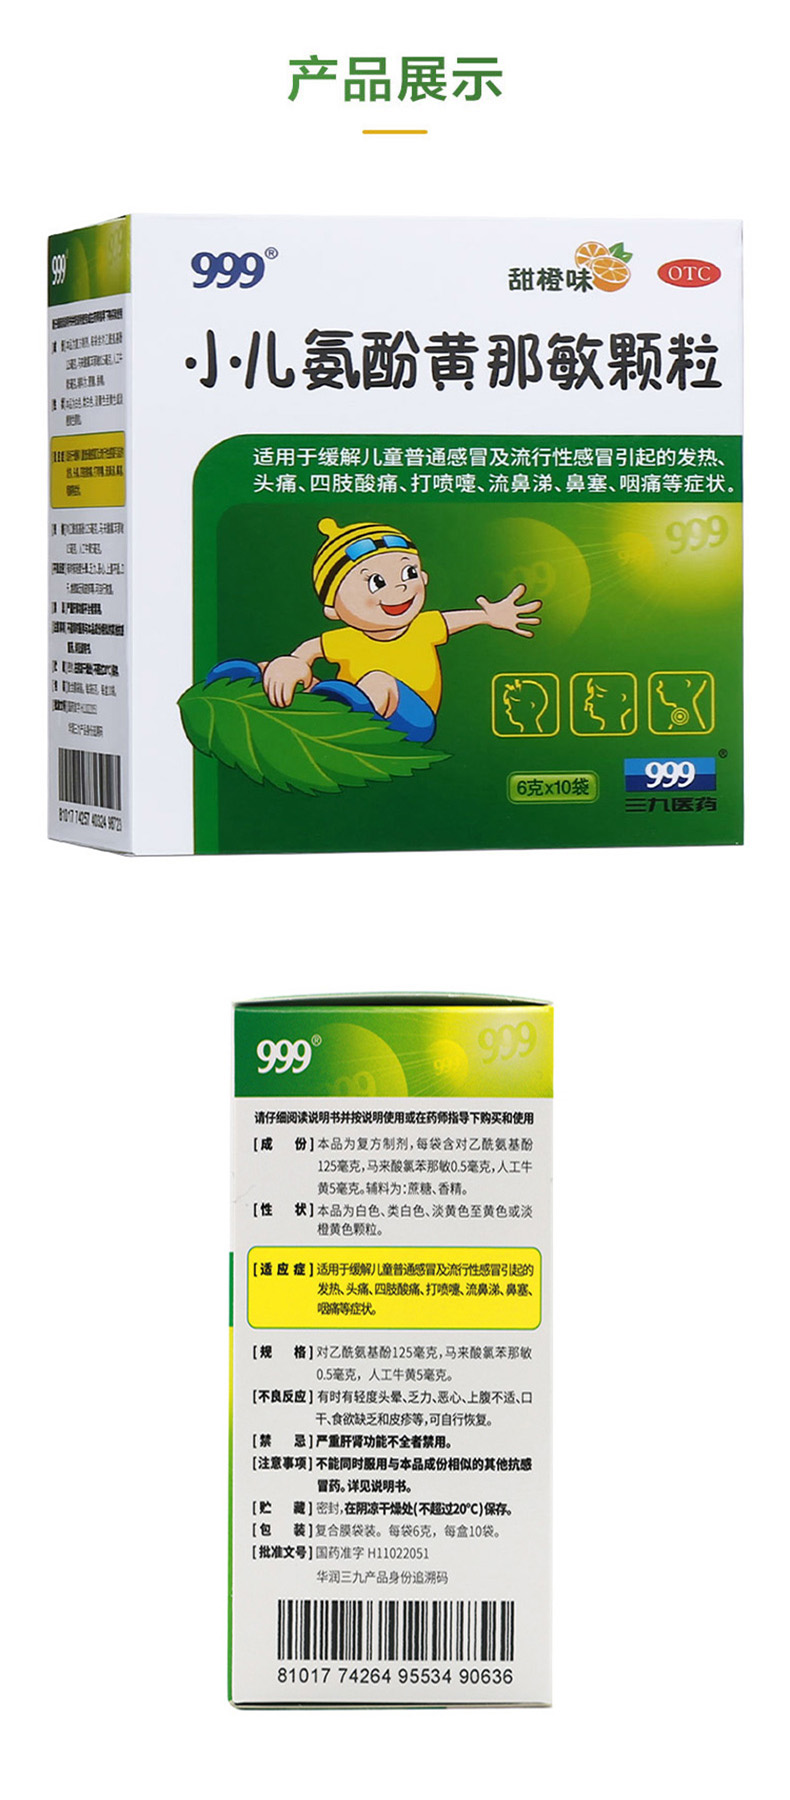 产品展示
999®
甜橙味
OTC
小儿氨酚黄那敏颗粒
适用于缓解儿童普通感冒及流行性感冒引起的发热、
头痛、四肢酸痛、打喷嚏、流鼻涕、鼻塞、咽痛等症状。
999
6克x10袋
999®
三九医药
999
81017 74257 40324 98723
999®
999
999
请仔细阅读说明书并按说明使用或在药师指导下购买和使用
[成 份]本品为复方制剂，每袋含对乙酰氨基酚
125毫克，马来酸氯苯那敏0.5毫克，人工牛
黄5毫克。辅料为：蔗糖、香精。
[性 状]本品为白色、类白色、淡黄色至黄色或淡
橙黄色颗粒。
[适应症]适用于缓解儿童普通感冒及流行性感冒引起的
发热、头痛、四肢酸痛、打喷嚏、流鼻涕、鼻塞、
咽痛等症状。
[规 格]对乙酰氨基酚125毫克，马来酸氯苯那敏
0.5毫克，人工牛黄5毫克。
[不良反应]有时有轻度头晕、乏力、恶心、上腹不适、口
干、食欲缺乏和皮疹等，可自行恢复。
[禁 忌]严重肝肾功能不全者禁用。
[注意事项]不能同时服用与本品成份相似的其他抗感
冒药。详见说明书。
[贮 藏]密封，在阴凉干燥处(不超过20℃)保存。
[包 装]复合膜袋装。每袋6克，每盒10袋。
[批准文号]国药准字 H11022051
华润三九产品身份追溯码
81017 74264 95534 90636